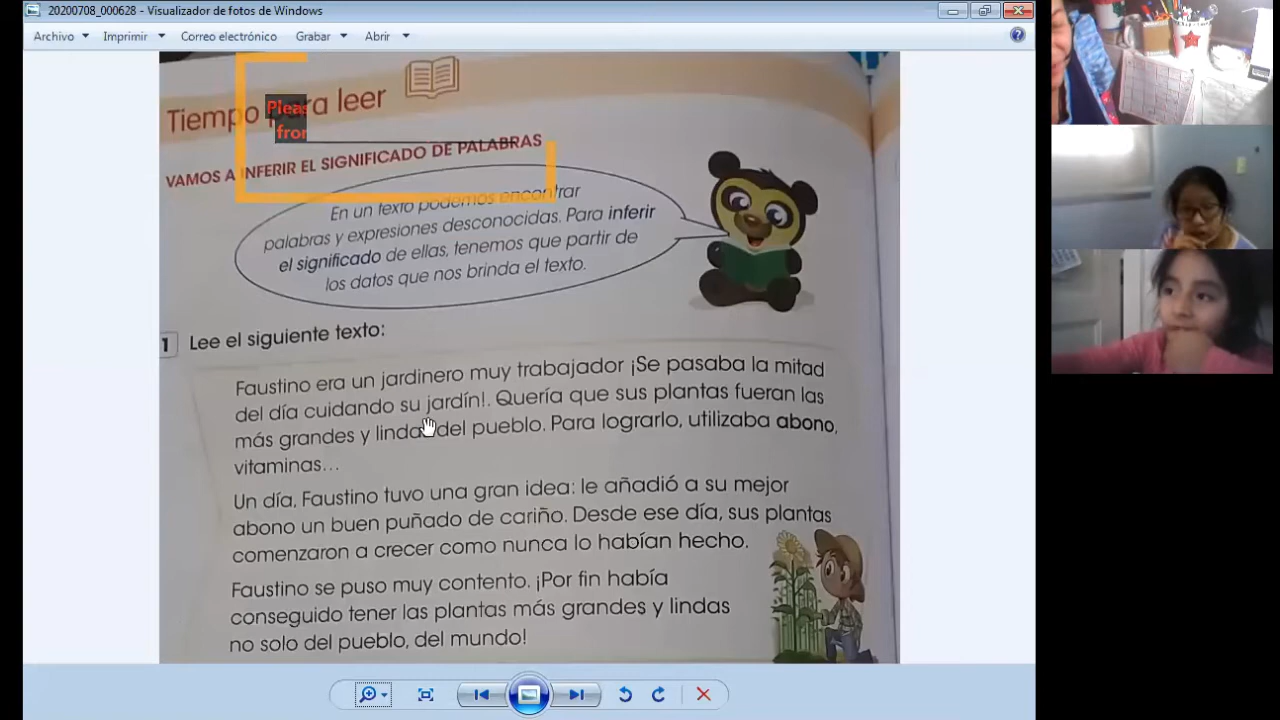 20200708_000628 - Visualizador de fotos de Windows
Archivo Imprimir Correo electrónico Grabar Abrir
Tiempo para leer
Pleas
fror
VAMOS A INFERIR EL SIGNIFICADO DE PALABRAS
En un texto podemos encontrar
palabras y expresiones desconocidas. Para inferir
el significado de ellas, tenemos que partir de
los datos que nos brinda el texto.
1 Lee el siguiente texto:
Faustino era un jardinero muy trabajador ¡Se pasaba la mitad
del día cuidando su jardín!. Quería que sus plantas fueran las
más grandes y lindas del pueblo. Para lograrlo, utilizaba abono,
vitaminas...
Un día, Faustino tuvo una gran idea: le añadió a su mejor
abono un buen puñado de cariño. Desde ese día, sus plantas
comenzaron a crecer como nunca lo habían hecho.
Faustino se puso muy contento. ¡Por fin había
conseguido tener las plantas más grandes y lindas
no solo del pueblo, del mundo!